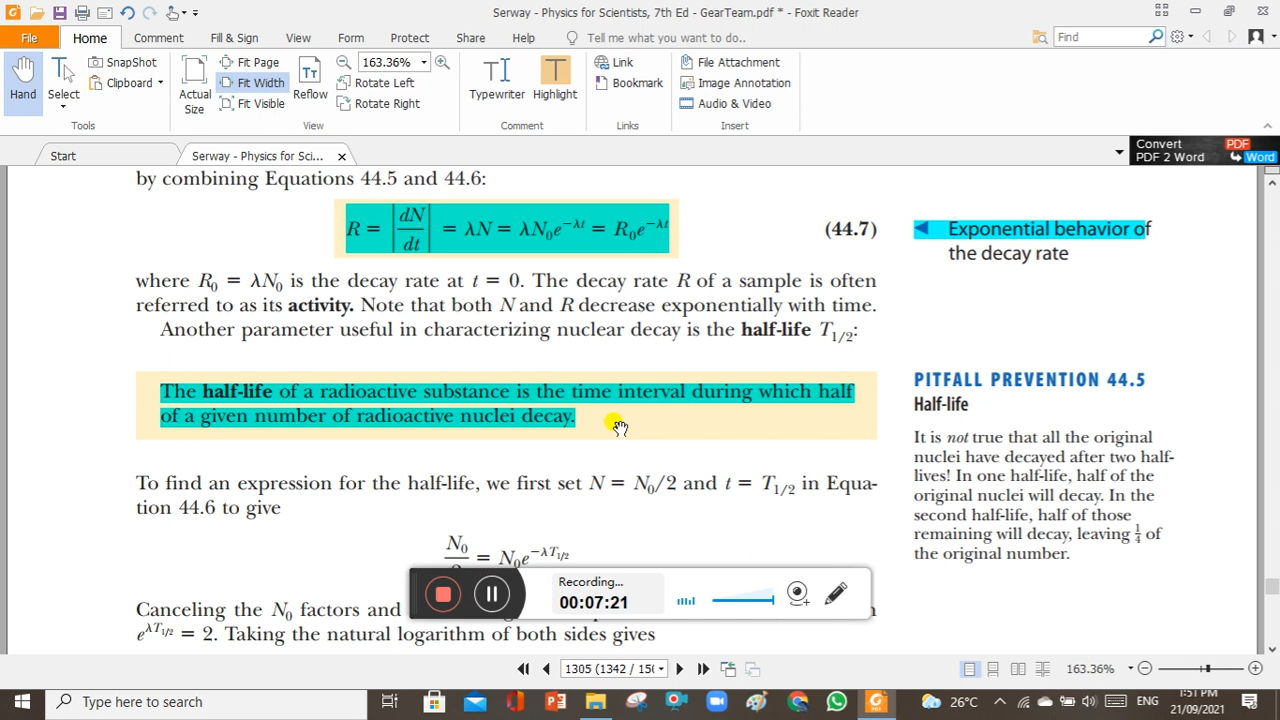 Serway - Physics for Scientists, 7th Ed - GearTeam.pdf * - Foxit Reader
File Home Comment Fill & Sign View Form Protect Share Help Tell me what you want to do.. Find
Hand Select SnapShot Clipboard
Actual Size Fit Page Fit Width Fit Visible Reflow 163.36% Rotate Left Rotate Right
Typewriter Highlight Link Bookmark File Attachment Image Annotation Audio & Video
Tools View Comment Links Insert
Start Serway - Physics for Sci... Convert PDF 2 Word PDF Word
by combining Equations 44.5 and 44.6:
R = |dN/dt| = λN = λN₀e^−λt = R₀e^−λt (44.7)
◀ Exponential behavior of
the decay rate
where R₀ = λN₀ is the decay rate at t = 0. The decay rate R of a sample is often
referred to as its activity. Note that both N and R decrease exponentially with time.
Another parameter useful in characterizing nuclear decay is the half-life T₁/₂:
The half-life of a radioactive substance is the time interval during which half
of a given number of radioactive nuclei decay.
To find an expression for the half-life, we first set N = N₀/2 and t = T₁/₂ in Equa-
tion 44.6 to give
N₀/ = N₀e^−λT₁/₂
Canceling the N₀ factors and
e^λT₁/₂ = 2. Taking the natural logarithm of both sides gives
PITFALL PREVENTION 44.5
Half-life
It is not true that all the original
nuclei have decayed after two half-
lives! In one half-life, half of the
original nuclei will decay. In the
second half-life, half of those
remaining will decay, leaving ¼ of
the original number.
Recording...
00:07:21
1305 (1342 / 15 163.36%
Type here to search 26°C ENG 1:51 PM
21/09/2021